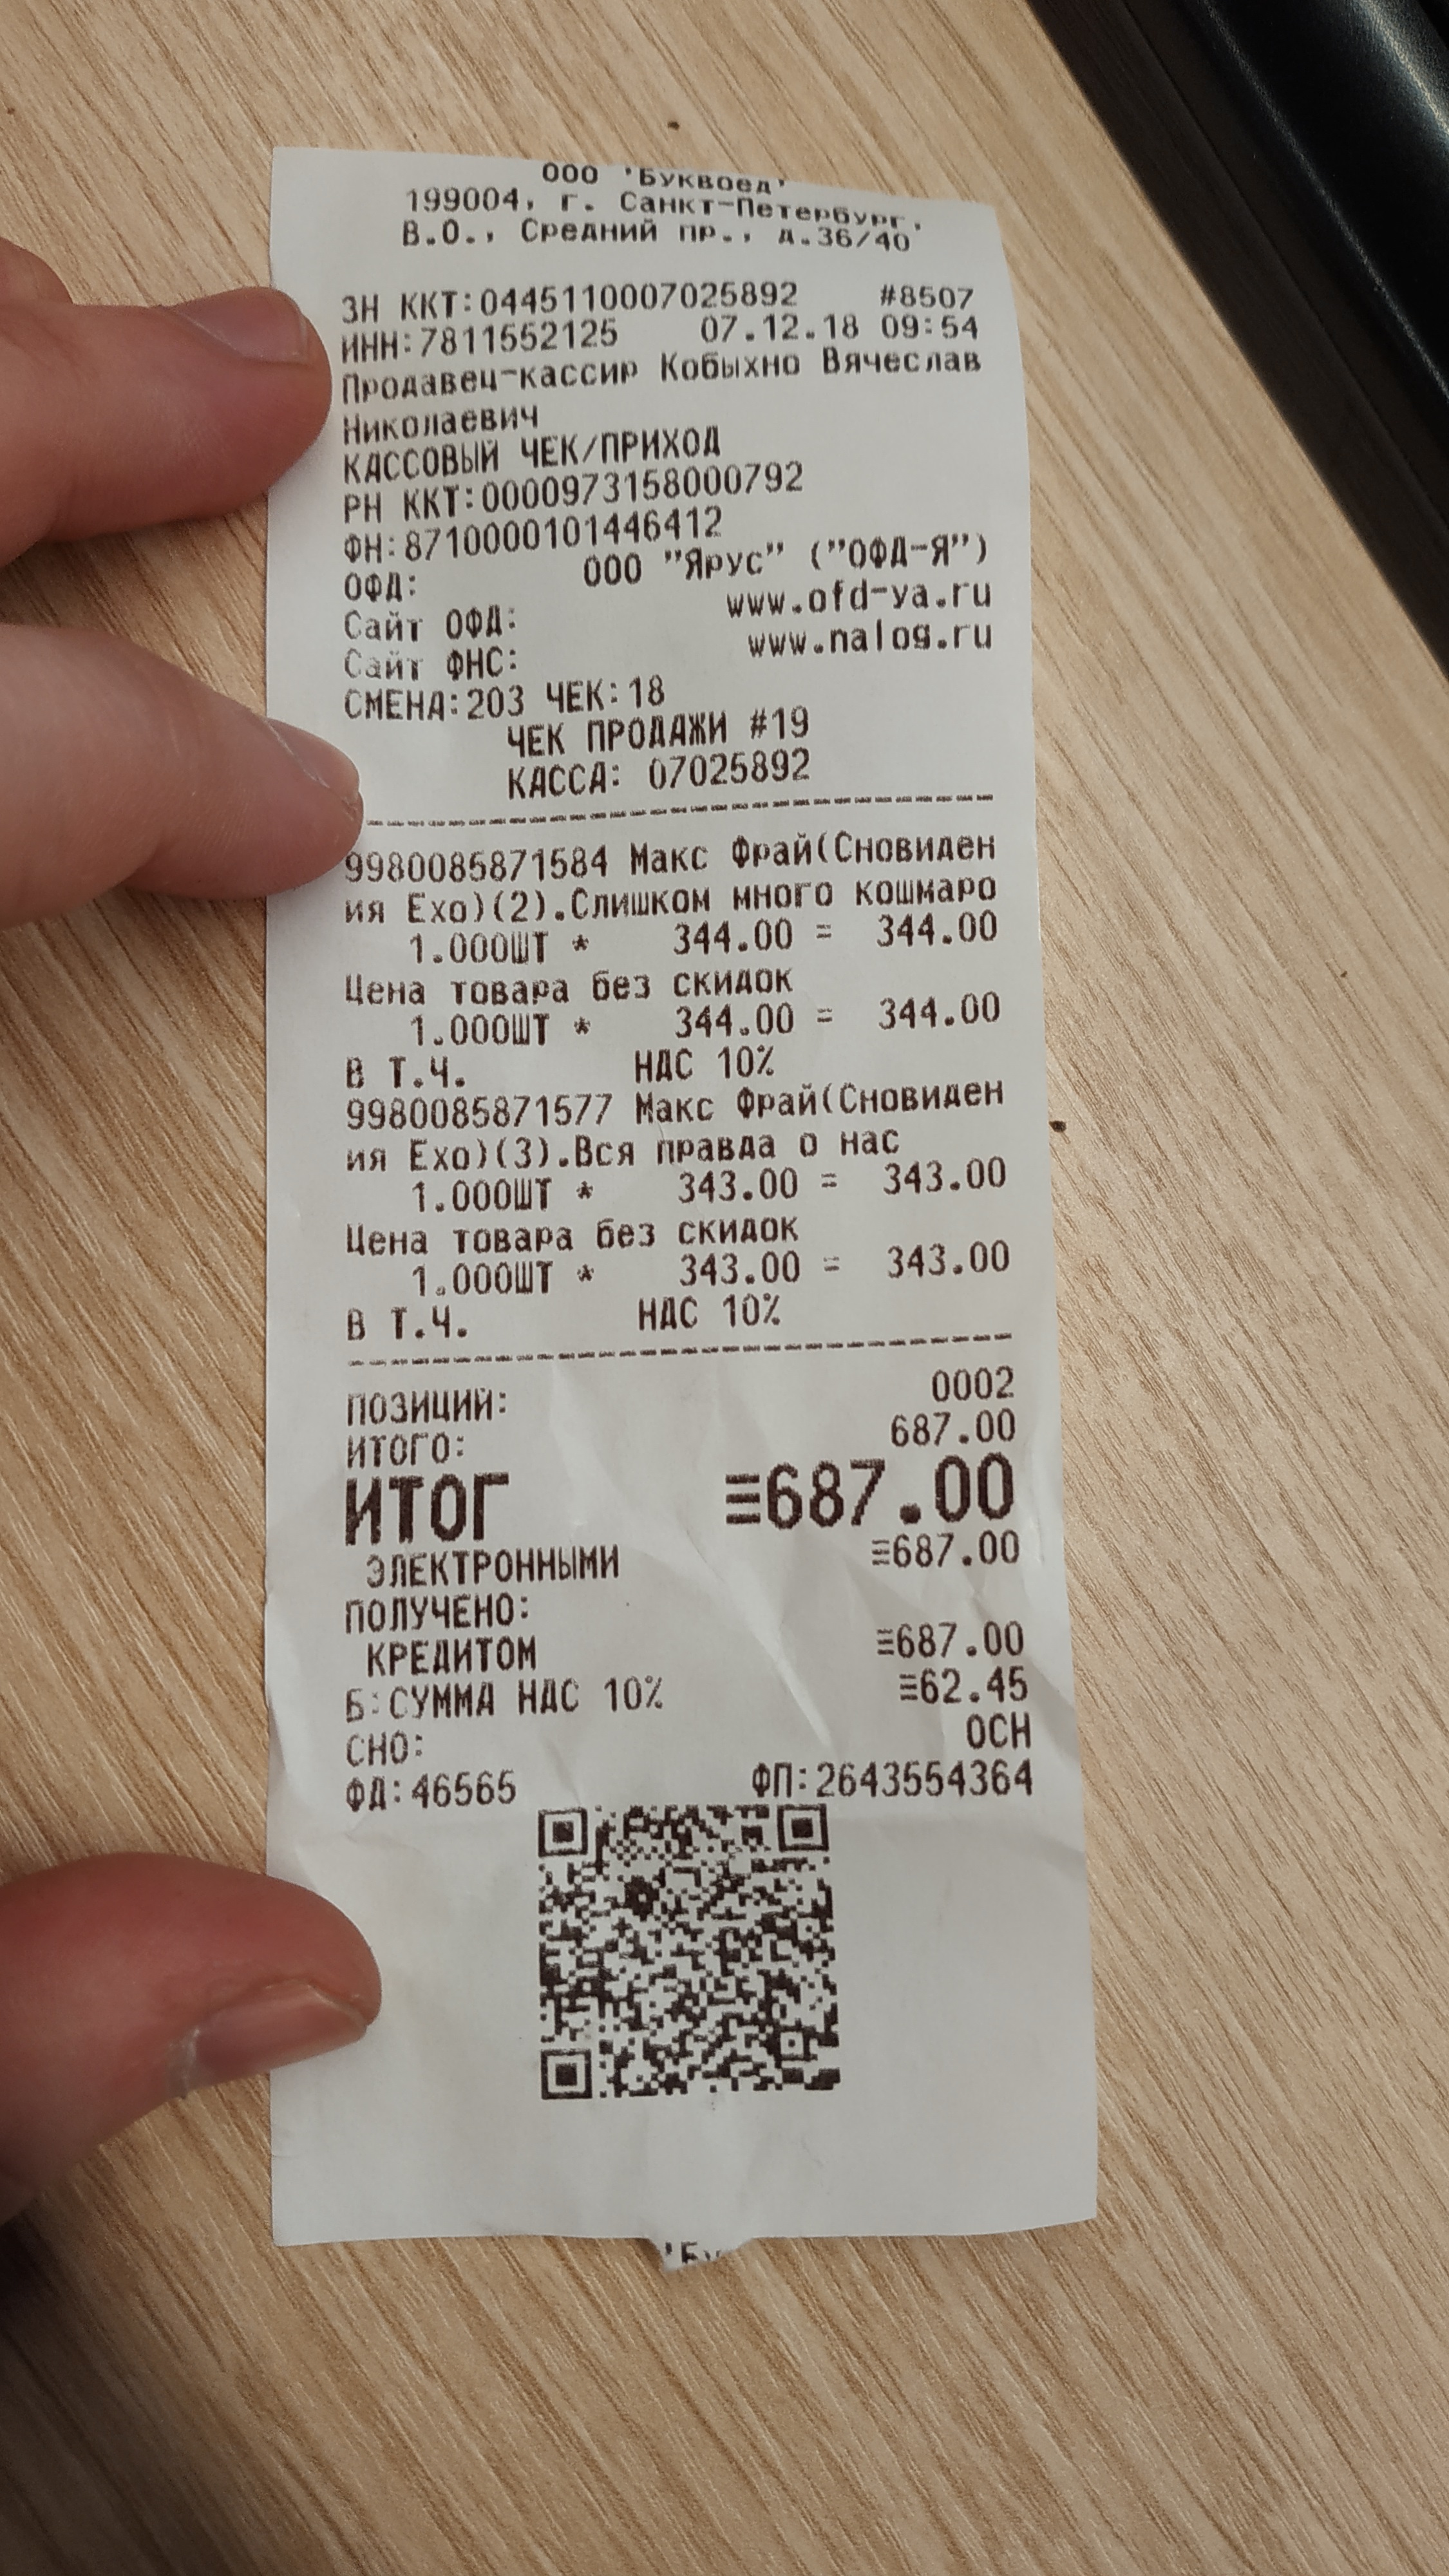 ООО 'Буквоед'
199004, г. Санкт-Петербург,
В.О., Средний пр., д.36/40
ЗН ККТ:0445110007025892 #8507
ИНН:7811552125 07.12.18 09:54
Продавец-кассир Кобыхно Вячеслав
Николаевич
КАССОВЫЙ ЧЕК/ПРИХОД
РН ККТ:0000973158000792
ФН:8710000101446412
ОФД: ООО "Ярус" ("ОФД-Я")
Сайт ОФД: www.ofd-ya.ru
Сайт ФНС: www.nalog.ru
СМЕНА:203 ЧЕК:18
ЧЕК ПРОДАЖИ #19
КАССА: 07025892
9980085871584 Макс Фрай(Сновиден
ия Ехо)(2).Слишком много кошмаро
1.000ШТ * 344.00 = 344.00
Цена товара без скидок
1.000ШТ * 344.00 = 344.00
В Т.Ч. НДС 10%
9980085871577 Макс Фрай(Сновиден
ия Ехо)(3).Вся правда о нас
1.000ШТ * 343.00 = 343.00
Цена товара без скидок
1.000ШТ * 343.00 = 343.00
В Т.Ч. НДС 10%
ПОЗИЦИЙ: 0002
ИТОГО: 687.00
ИТОГ ≡687.00
ЭЛЕКТРОННЫМИ ≡687.00
ПОЛУЧЕНО:
КРЕДИТОМ ≡687.00
Б:СУММА НДС 10% ≡62.45
СНО: ОСН
ФД:46565 ФП:2643554364